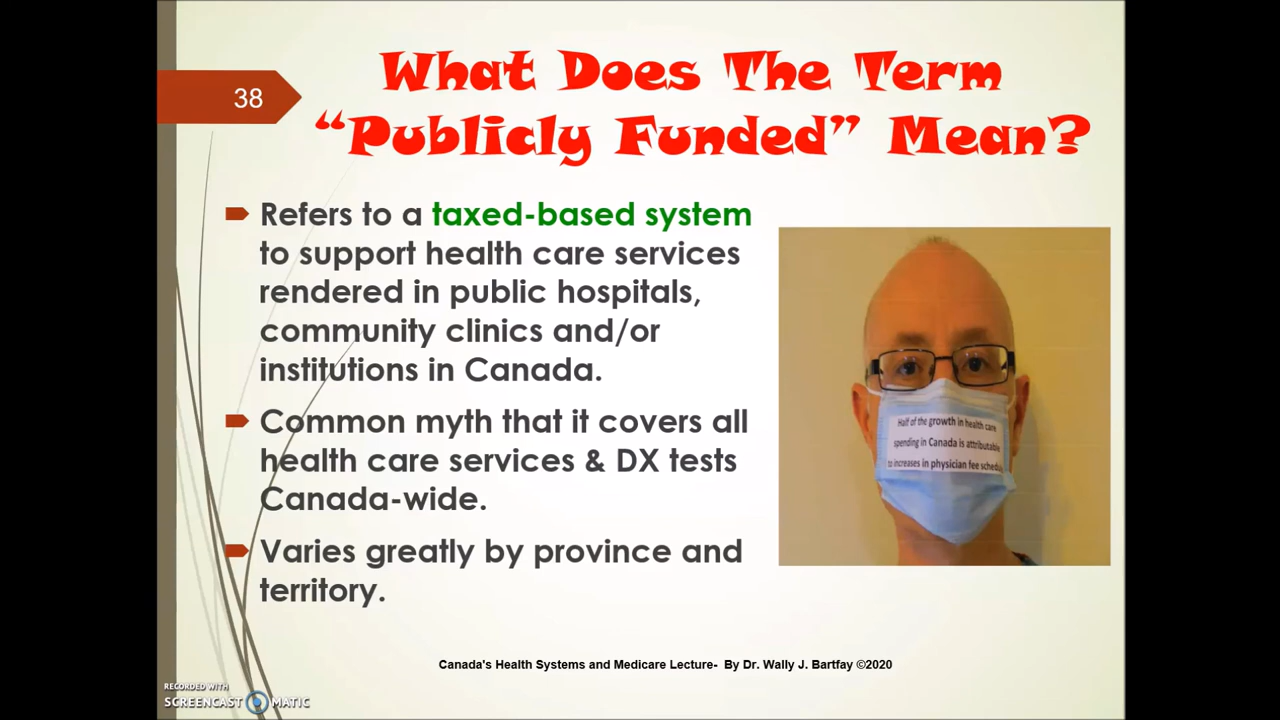 38
What Does The Term
“Publicly Funded” Mean?
Refers to a taxed-based system
to support health care services
rendered in public hospitals,
community clinics and/or
institutions in Canada.
Common myth that it covers all
health care services & DX tests
Canada-wide.
Varies greatly by province and
territory.
Half of the growth in health care
spending in Canada is attributable
to increases in physician fee
Canada's Health Systems and Medicare Lecture- By Dr. Wally J. Bartfay ©2020
RECORDED WITH
SCREENCAST MATIC